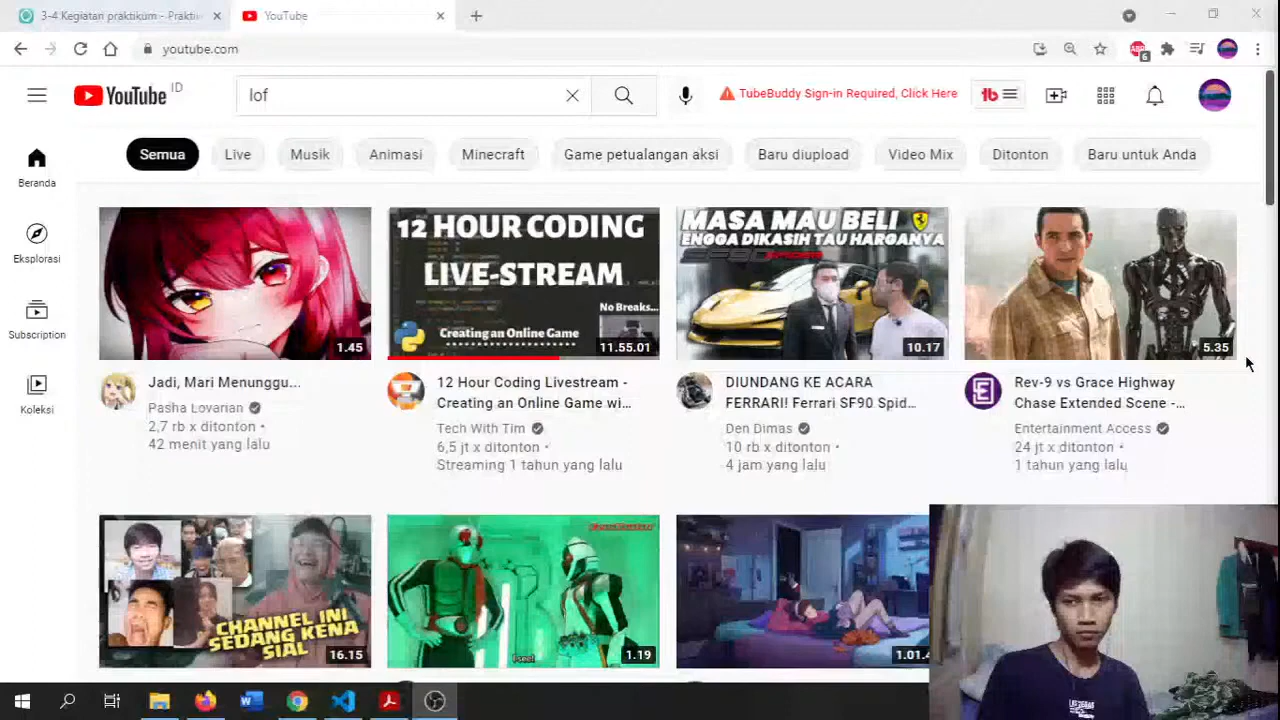 3-4 Kegiatan praktikum - Prakti
YouTube
youtube.com
6
YouTube ID
lof
TubeBuddy Sign-in Required, Click Here
tb
Semua
Live
Musik
Animasi
Minecraft
Game petualangan aksi
Baru diupload
Video Mix
Ditonton
Baru untuk Anda
Beranda
Eksplorasi
Subscription
Koleksi
1.45
Jadi, Mari Menunggu...
Pasha Lovarian
2,7 rb x ditonton •
42 menit yang lalu
12 HOUR CODING
LIVE-STREAM
No Breaks...
Creating an Online Game
11.55.01
12 Hour Coding Livestream -
Creating an Online Game wi...
Tech With Tim
6,5 jt x ditonton •
Streaming 1 tahun yang lalu
MASA MAU BELI
ENGGA DIKASIH TAU HARGANYA
SF90 SPIDER
10.17
DIUNDANG KE ACARA
FERRARI! Ferrari SF90 Spid...
Den Dimas
10 rb x ditonton •
4 jam yang lalu
5.35
Rev-9 vs Grace Highway
Chase Extended Scene -...
Entertainment Access
24 jt x ditonton •
1 tahun yang lalu
CHANNEL INI
SEDANG KENA
SIAL
16.15
1.19
1.01.4